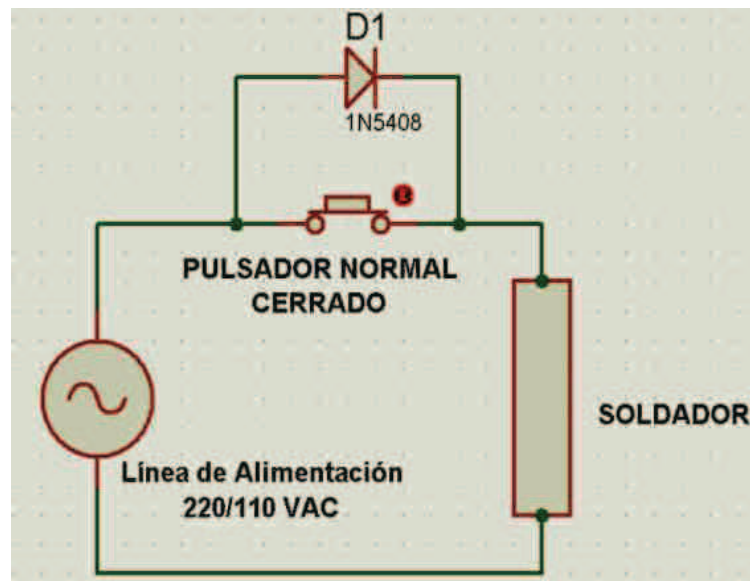 D1
1N5408
PULSADOR NORMAL
CERRADO
SOLDADOR
Línea de Alimentación
220/110 VAC